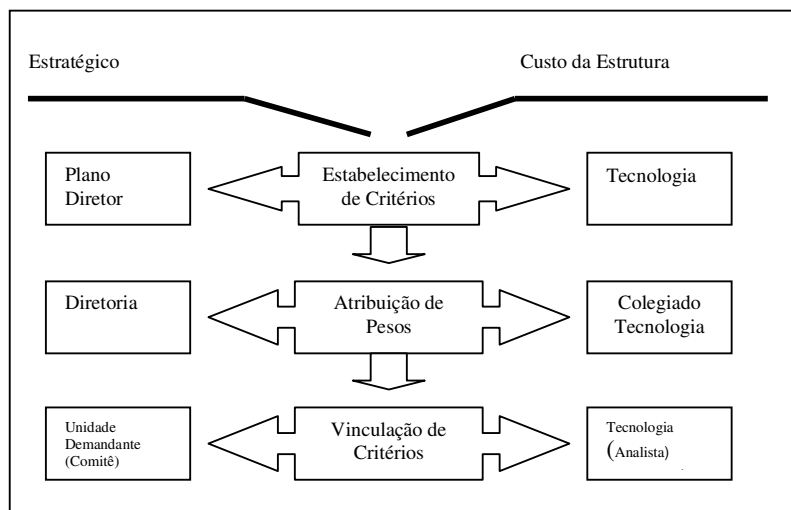 Estratégico
Custo da Estrutura
Plano
Diretor
Estabelecimento
de Critérios
Tecnologia
Diretoria
Atribuição de
Pesos
Colegiado
Tecnologia
Unidade
Demandante
(Comitê)
Vinculação de
Critérios
Tecnologia
(Analista)